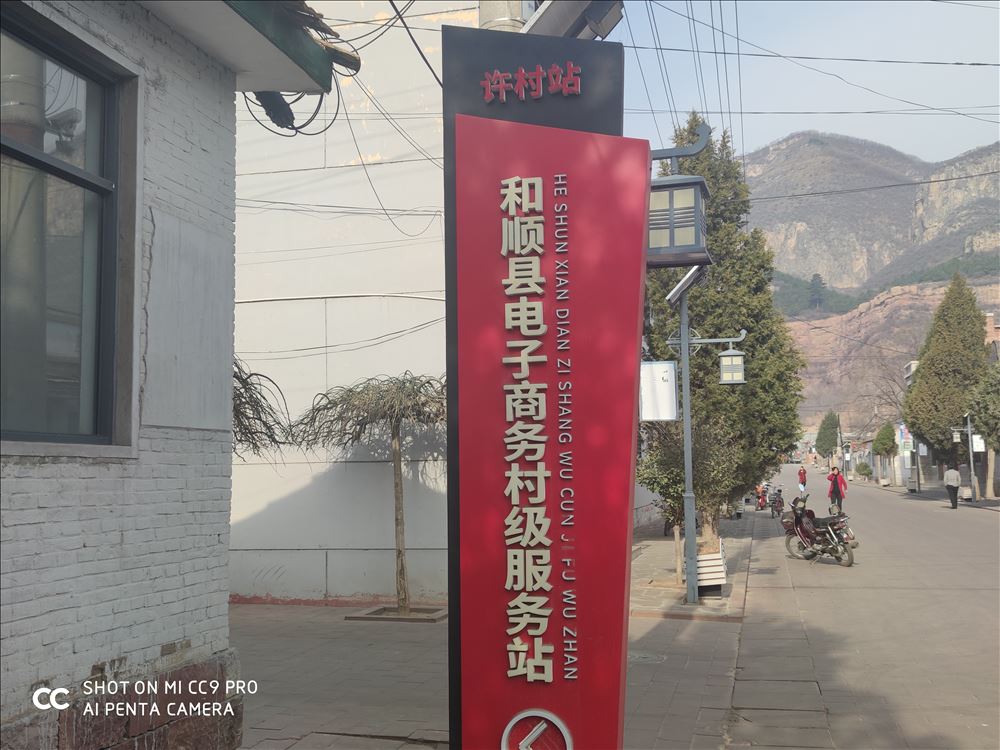 许村站
和顺县电子商务村级服务站
HE SHUN XIAN DIAN ZI SHANG WU CUN JI FU WU ZHAN
SHOT ON MI CC9 PRO
AI PENTA CAMERA